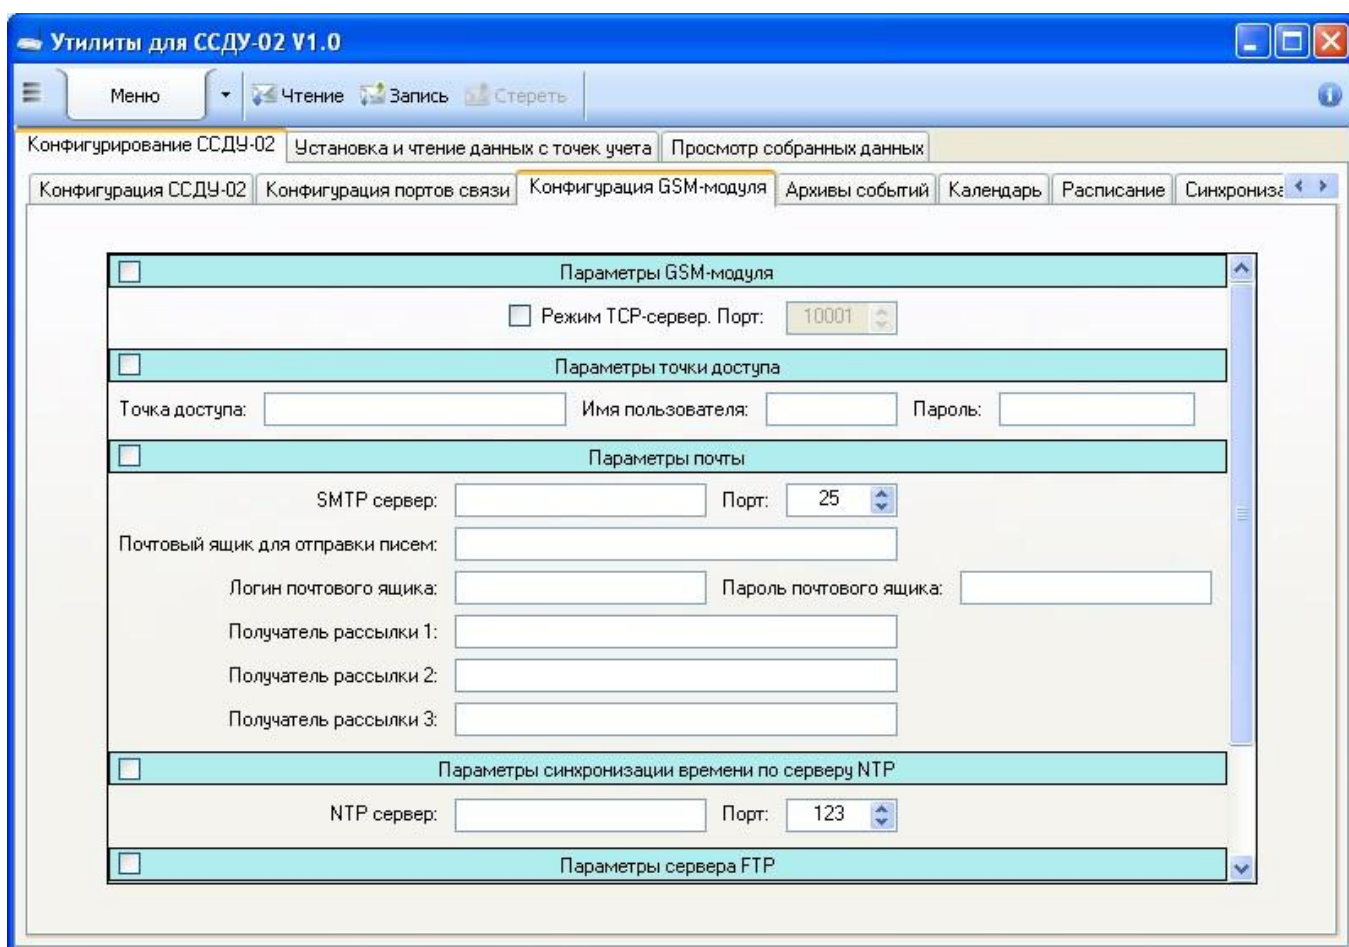 Утилиты для ССДУ-02 V1.0
Меню Чтение Запись Стереть
Конфигурирование ССДУ-02 Установка и чтение данных с точек учета Просмотр собранных данных
Конфигурация ССДУ-02 Конфигурация портов связи Конфигурация GSM-модуля Архивы событий Календарь Расписание Синхрониза
Параметры GSM-модуля
Режим TCP-сервер. Порт: 10001
Параметры точки доступа
Точка доступа: Имя пользователя: Пароль:
Параметры почты
SMTP сервер: Порт: 25
Почтовый ящик для отправки писем:
Логин почтового ящика: Пароль почтового ящика:
Получатель рассылки 1:
Получатель рассылки 2:
Получатель рассылки 3:
Параметры синхронизации времени по серверу NTP
NTP сервер: Порт: 123
Параметры сервера FTP